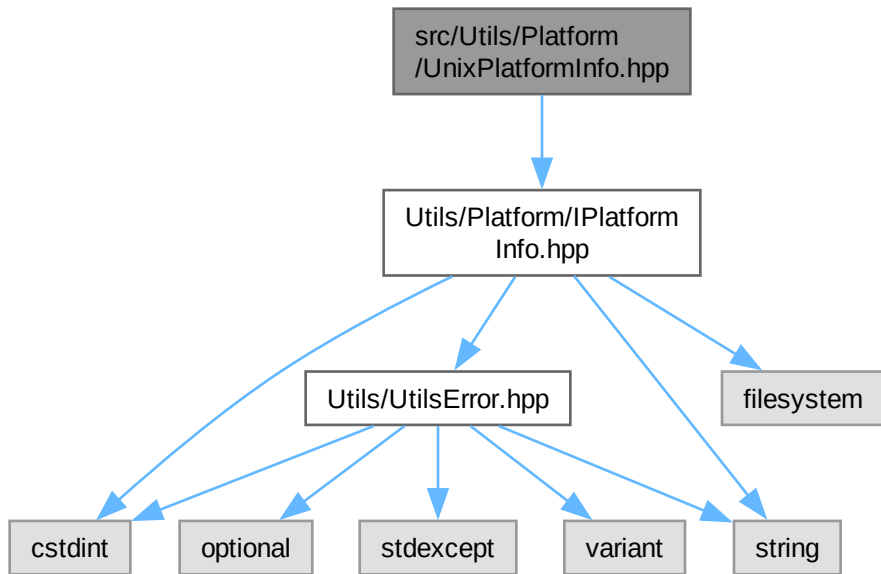 src/Utils/Platform
/UnixPlatformInfo.hpp
Utils/Platform/IPlatform
Info.hpp
Utils/UtilsError.hpp
filesystem
cstdint
optional
stdexcept
variant
string